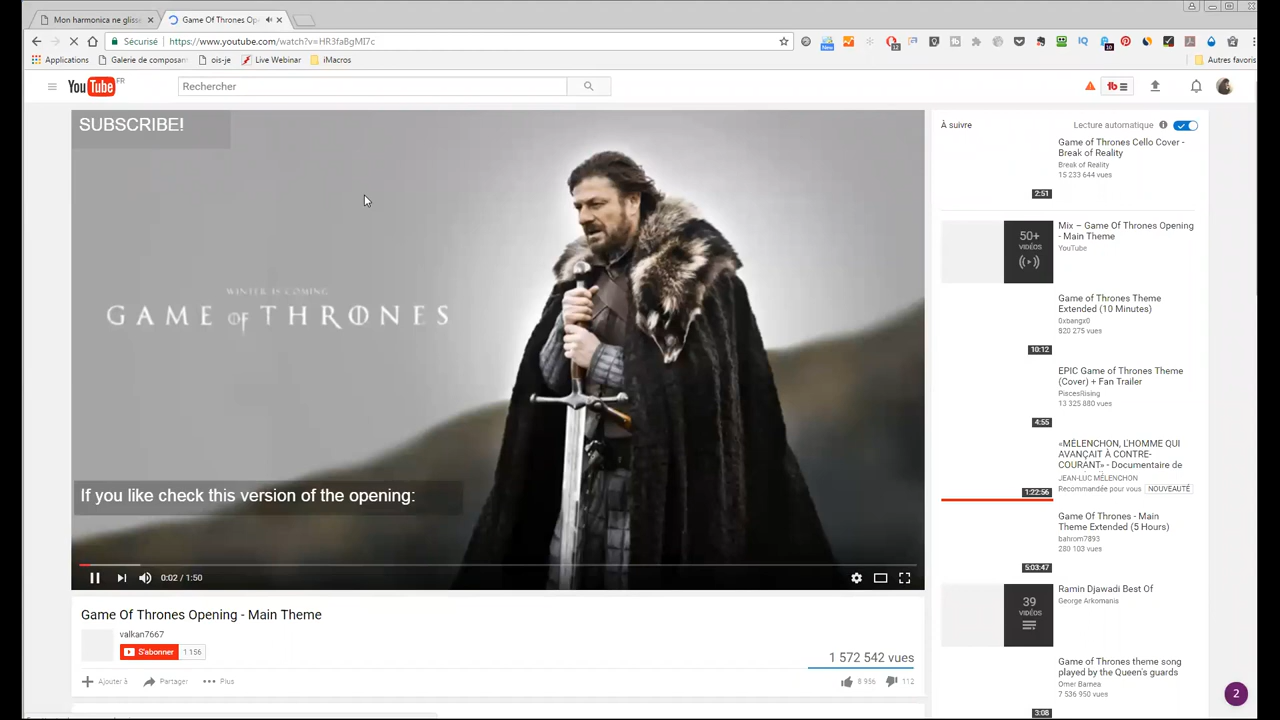 Mon harmonica ne gliss
Game Of Thrones Op
Sécurisé
https://www.youtube.com/watch?v=HR3faBgMI7c
Applications
Galerie de composan
ois-je
Live Webinar
iMacros
Autres favoris
YouTube FR
Rechercher
SUBSCRIBE!
WINTER IS COMING
GAME OF THRONES
If you like check this version of the opening:
0:02 / 1:50
Game Of Thrones Opening - Main Theme
valkan7667
S'abonner 1 156
1 572 542 vues
Ajouter à
Partager
Plus
8 956
112
À suivre
Lecture automatique
Game of Thrones Cello Cover -
Break of Reality
Break of Reality
15 233 644 vues
2:51
50+
VIDÉOS
Mix – Game Of Thrones Opening
- Main Theme
YouTube
Game of Thrones Theme
Extended (10 Minutes)
0xbangx0
820 275 vues
10:12
EPIC Game of Thrones Theme
(Cover) + Fan Trailer
PiscesRising
13 325 880 vues
4:55
«MÉLENCHON, L'HOMME QUI
AVANÇAIT À CONTRE-
COURANT» - Documentaire de
JEAN-LUC MÉLENCHON
Recommandée pour vous NOUVEAUTÉ
1:22:56
Game Of Thrones - Main
Theme Extended (5 Hours)
bahrom7893
280 103 vues
5:03:47
39
VIDÉOS
Ramin Djawadi Best Of
George Arkomanis
Game of Thrones theme song
played by the Queen's guards
Omer Barnea
7 536 950 vues
3:08
2